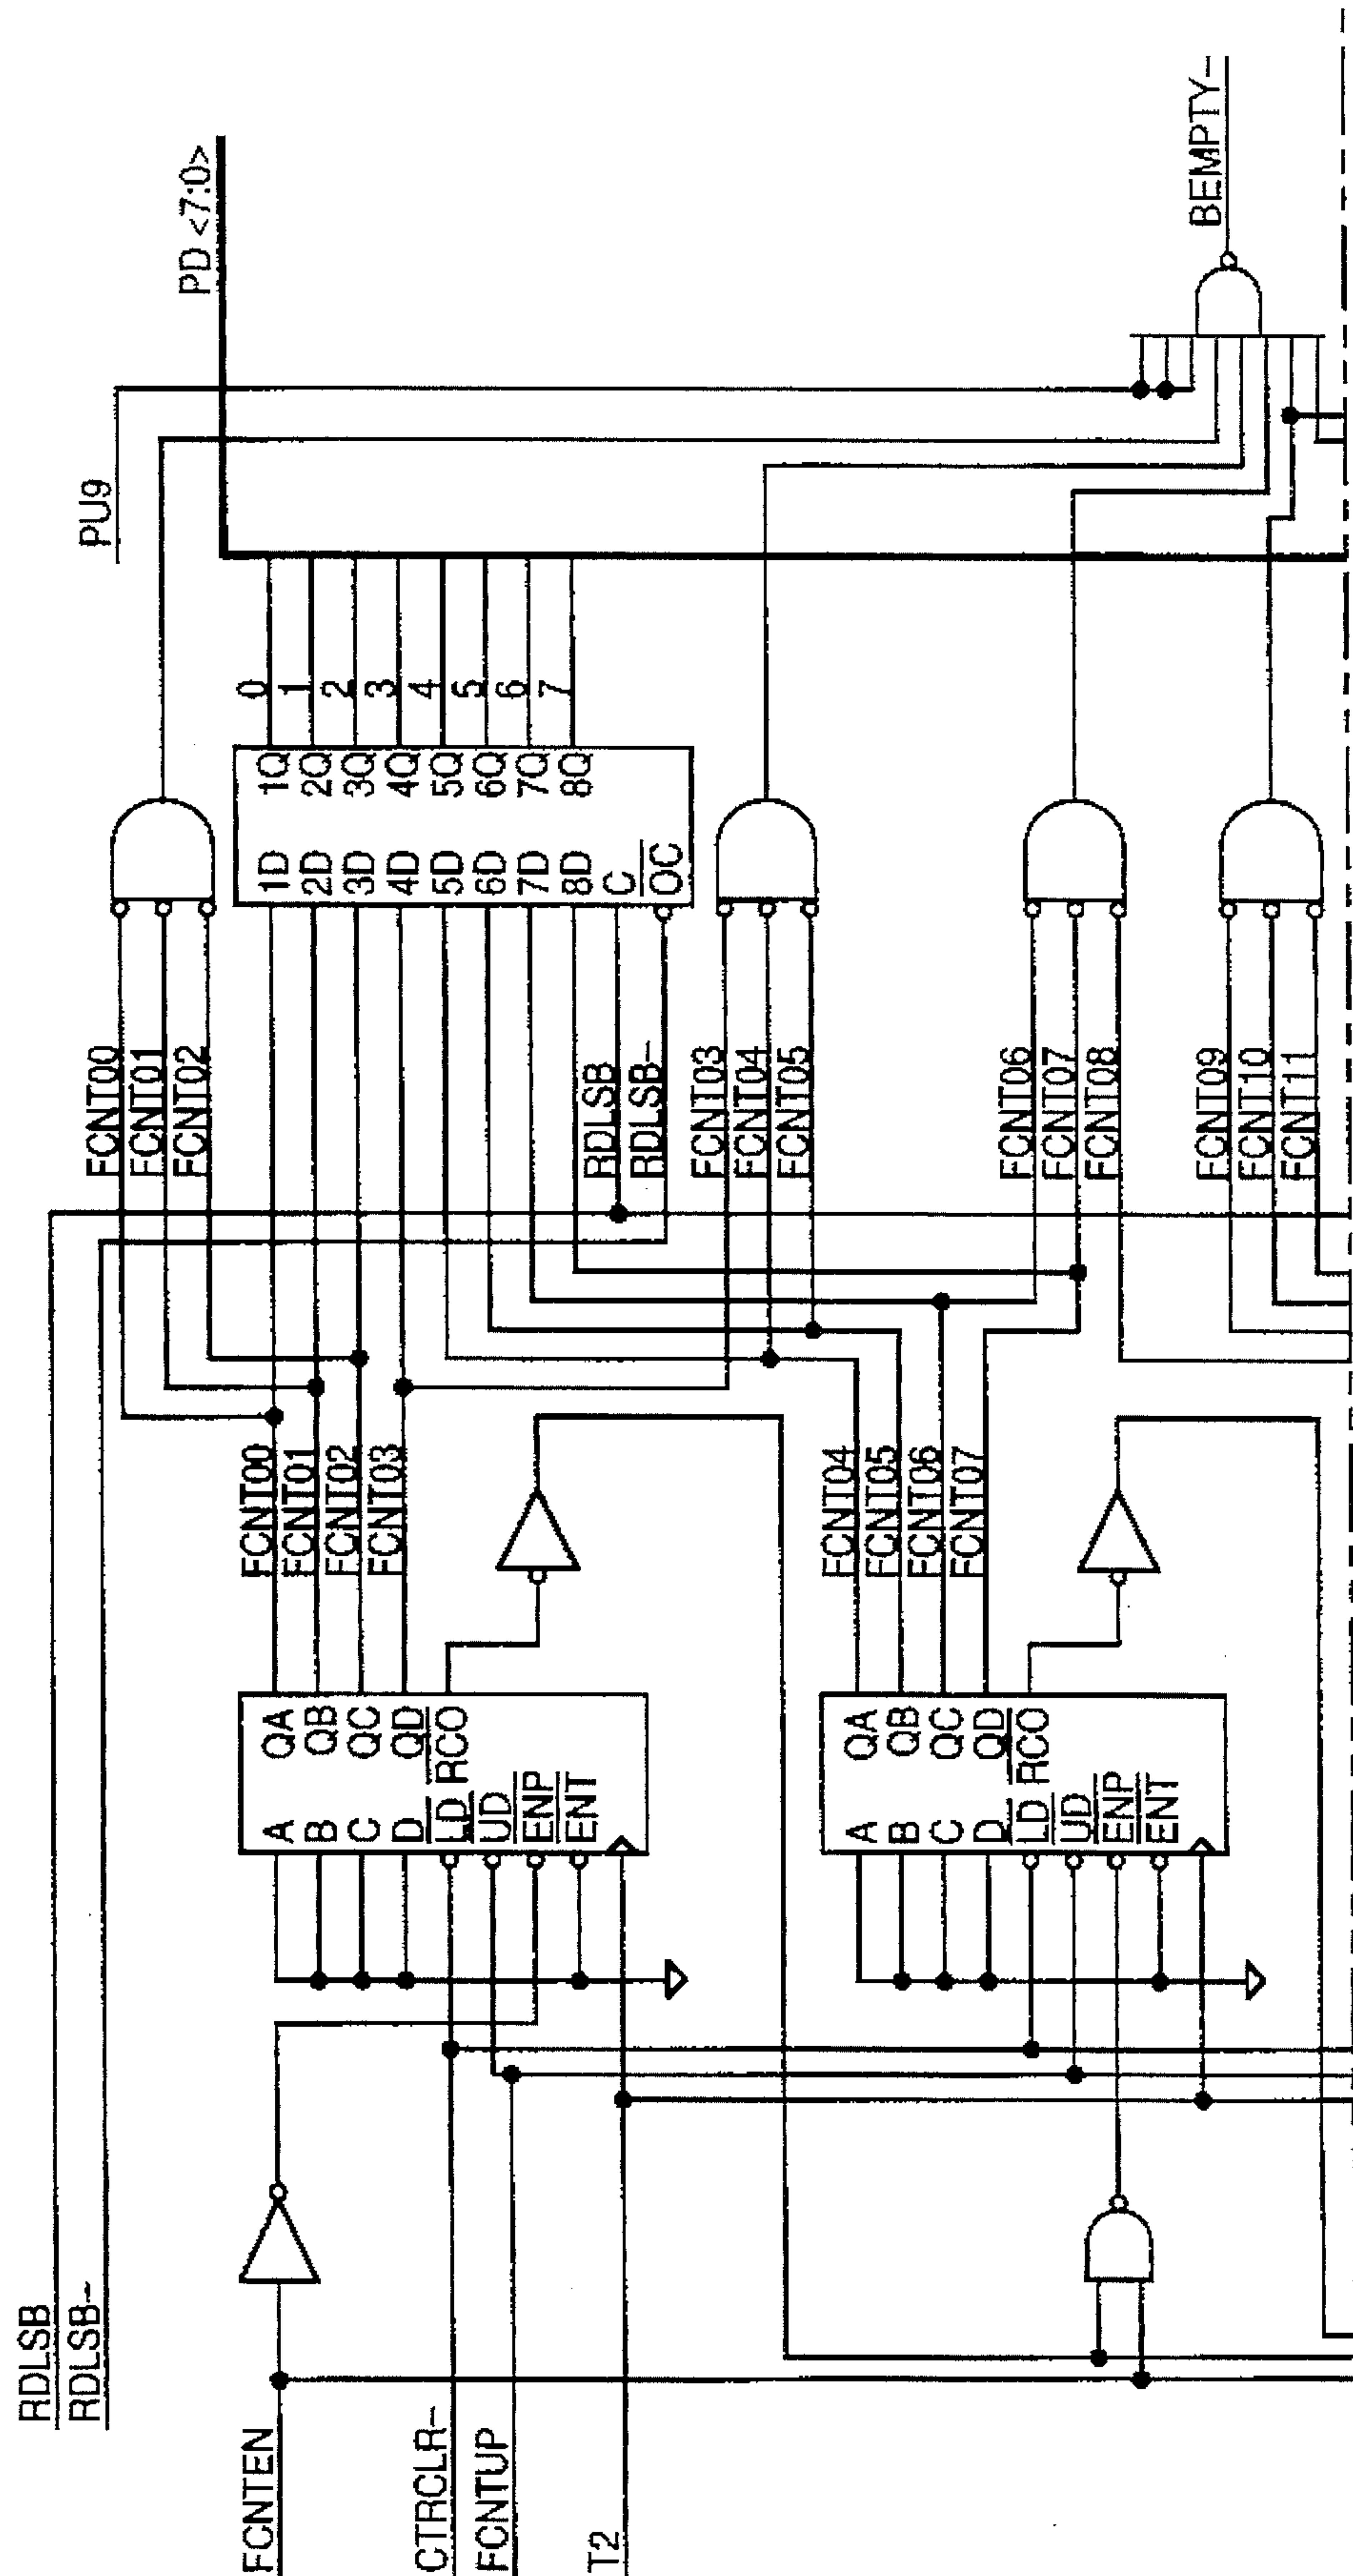 RDLSB
RDLSB–
FCNTEN
CTRCLR–
FCNTUP
T2
A QA
B QB
C QC
D QD
LD RCO
UD
ENP
ENT
FCNT00
FCNT01
FCNT02
FCNT03
FCNT00
FCNT01
FCNT02
1D 1Q
2D 2Q
3D 3Q
4D 4Q
5D 5Q
6D 6Q
7D 7Q
8D 8Q
C
OC
0
1
2
3
4
5
6
7
PU9
PD <7:0>
RDLSB
RDLSB–
FCNT03
FCNT04
FCNT05
A QA
B QB
C QC
D QD
LD RCO
UD
ENP
ENT
FCNT04
FCNT05
FCNT06
FCNT07
FCNT06
FCNT07
FCNT08
FCNT09
FCNT10
FCNT11
BEMPTY–